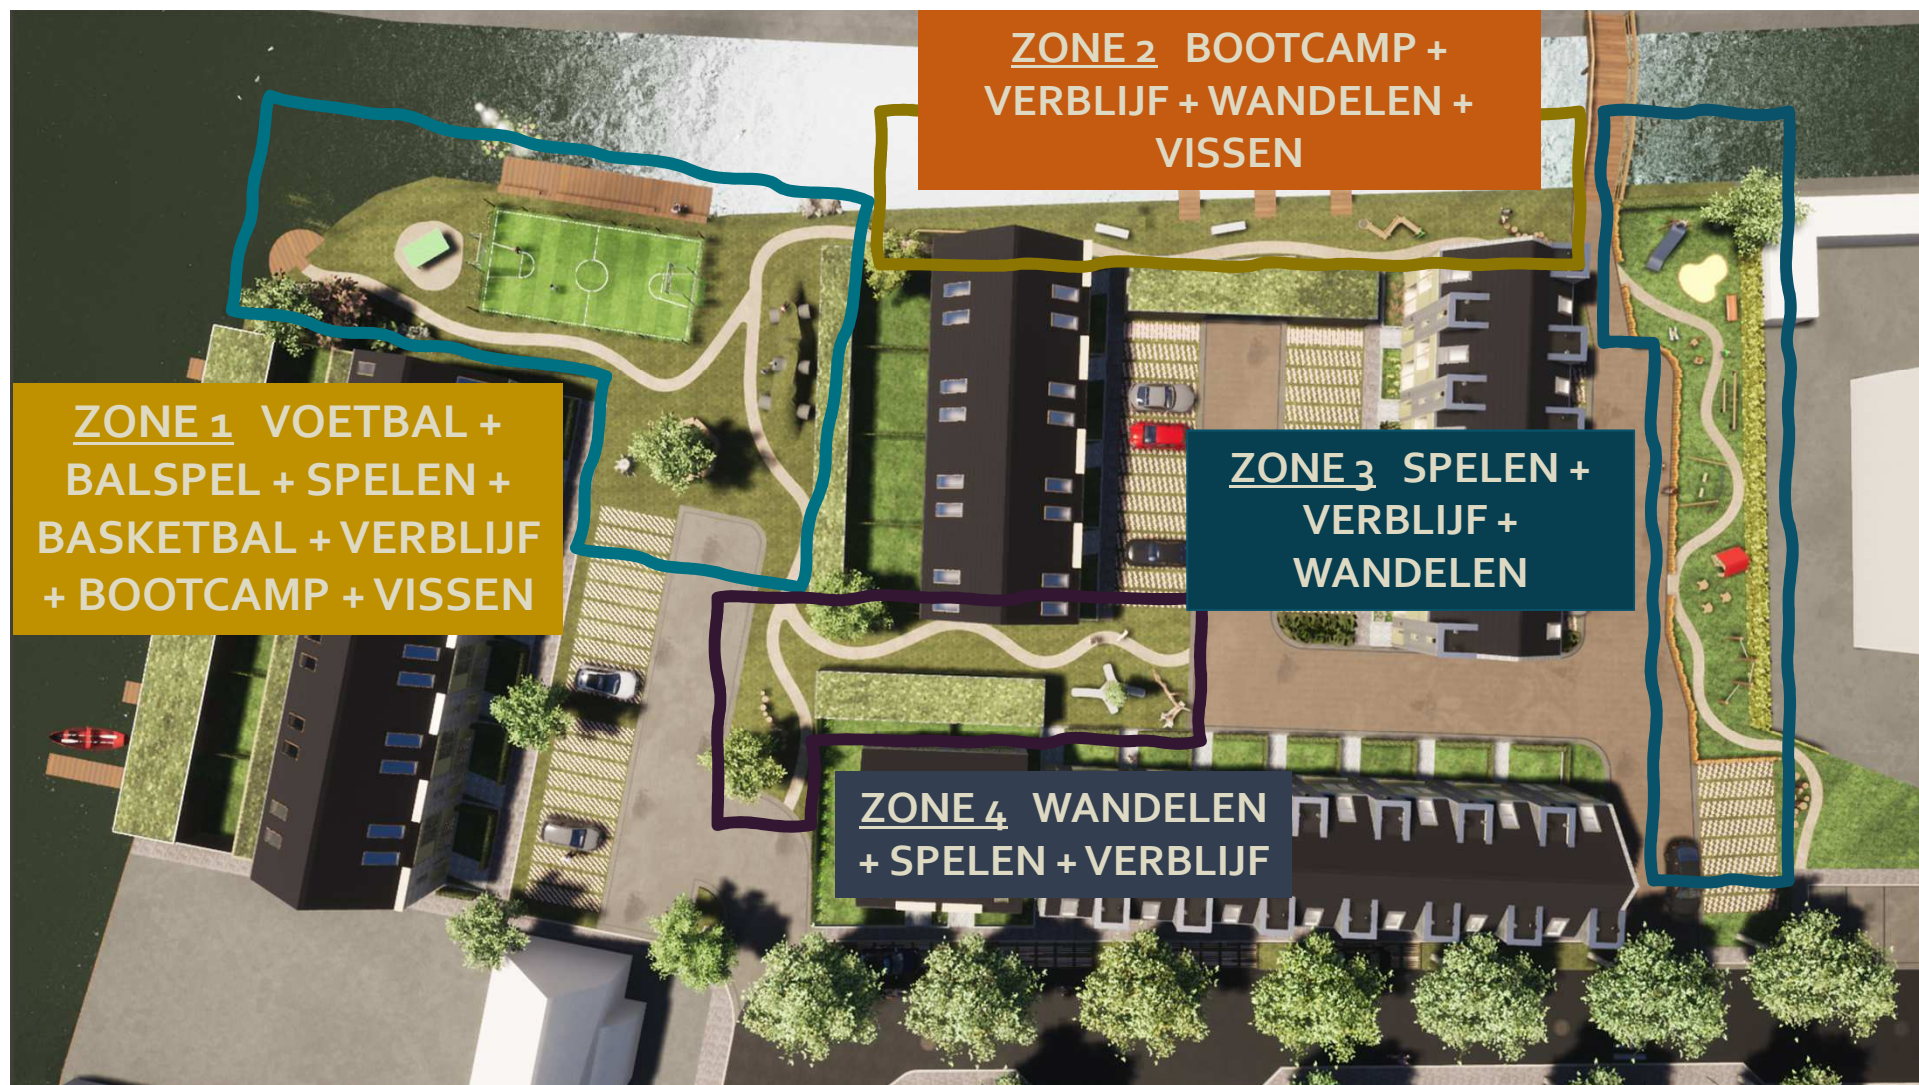 ZONE 2 BOOTCAMP +
VERBLIJF + WANDELEN +
VISSEN
ZONE 1 VOETBAL +
BALSPEL + SPELEN +
BASKETBAL + VERBLIJF
+ BOOTCAMP + VISSEN
ZONE 3 SPELEN +
VERBLIJF +
WANDELEN
ZONE 4 WANDELEN
+ SPELEN + VERBLIJF